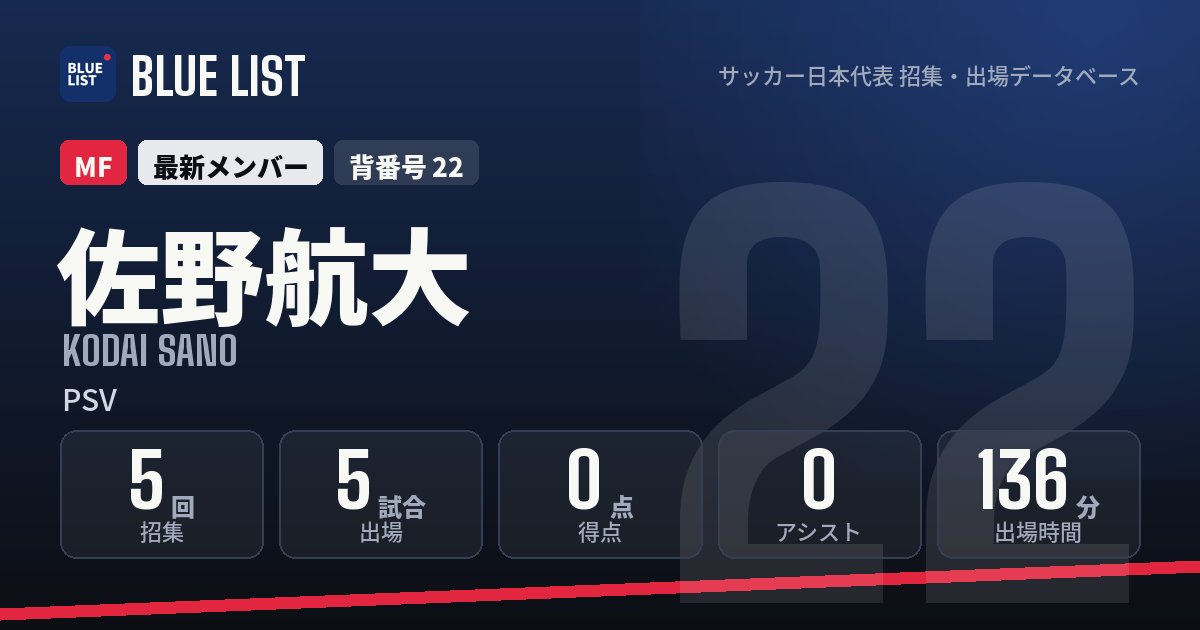 BLUE
LIST
BLUE LIST
サッカー日本代表 招集・出場データベース
MF 最新メンバー 背番号 22
22
佐野航大
KODAI SANO
PSV
5回 5試合 0点 0 136分
招集 出場 得点 アシスト 出場時間